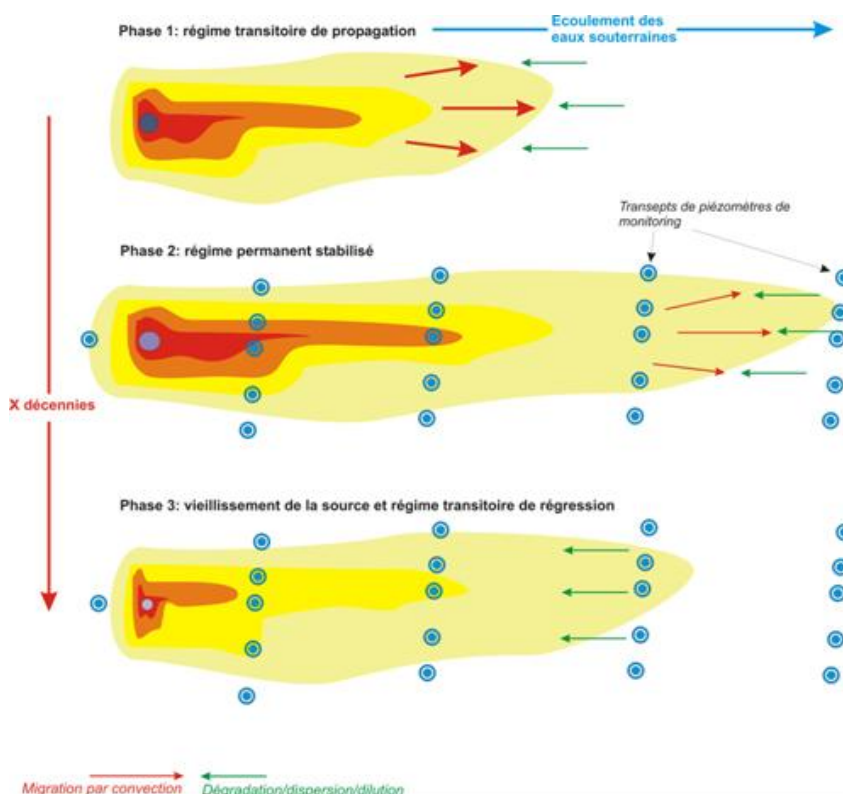 Phase 1: régime transitoire de propagation
Ecoulement des
eaux souterraines
Transepts de piézomètres de
monitoring
Phase 2: régime permanent stabilisé
X décennies
Phase 3: vieillissement de la source et régime transitoire de régression
Migration par convection
Dégradation/dispersion/dilution